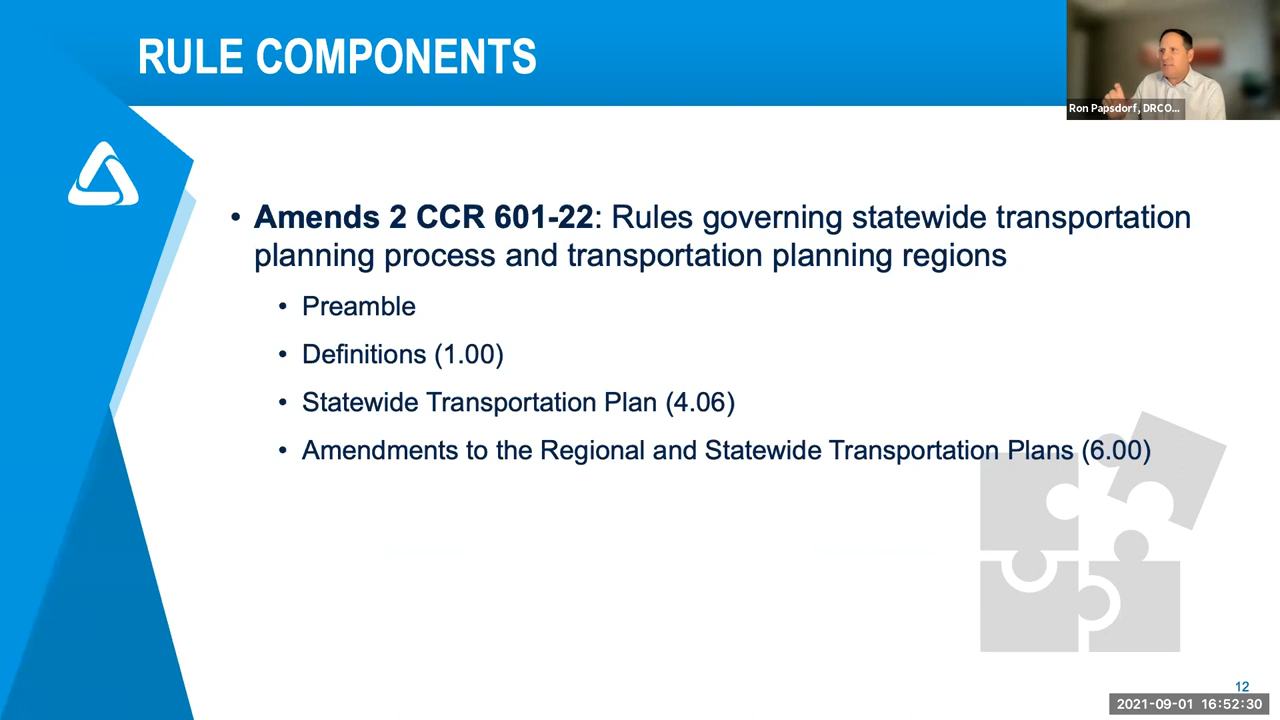 RULE COMPONENTS
Ron Papsdorf, DRCO...
• Amends 2 CCR 601-22: Rules governing statewide transportation
planning process and transportation planning regions
• Preamble
• Definitions (1.00)
• Statewide Transportation Plan (4.06)
• Amendments to the Regional and Statewide Transportation Plans (6.00)
12
2021-09-01 16:52:30